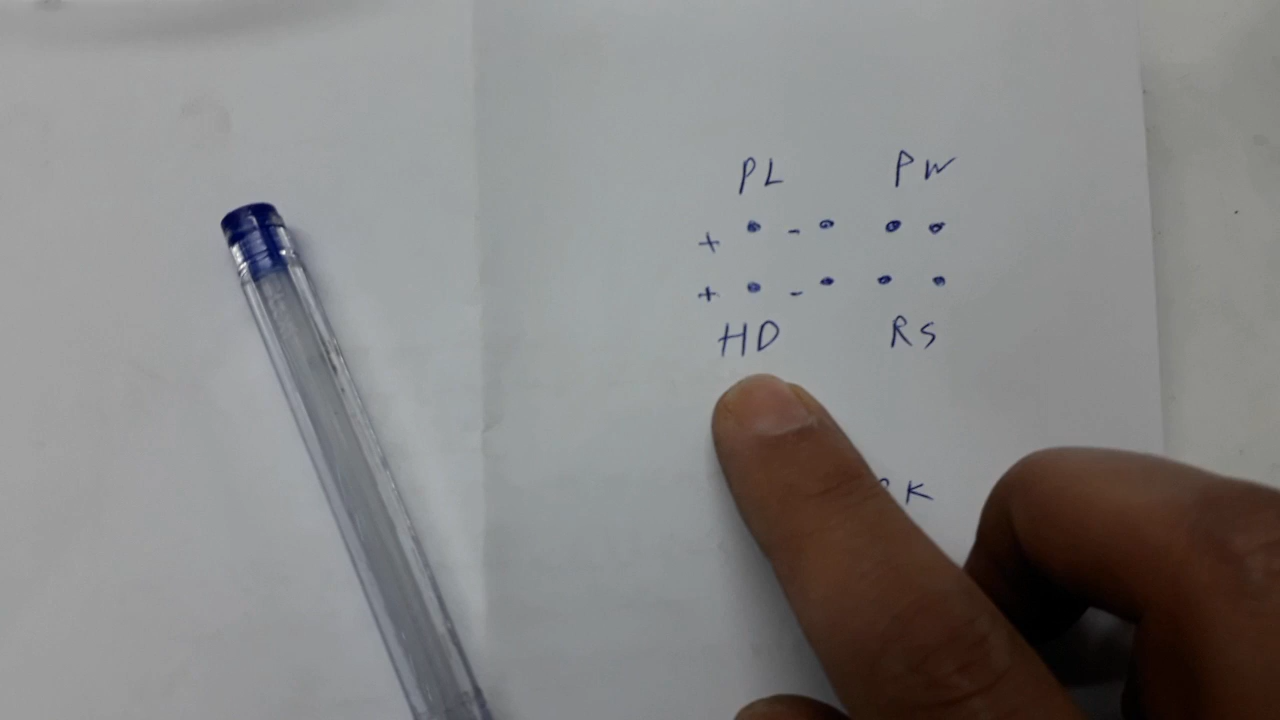 PL PW
+ • - • • •
+ • - • • •
HD RS
K